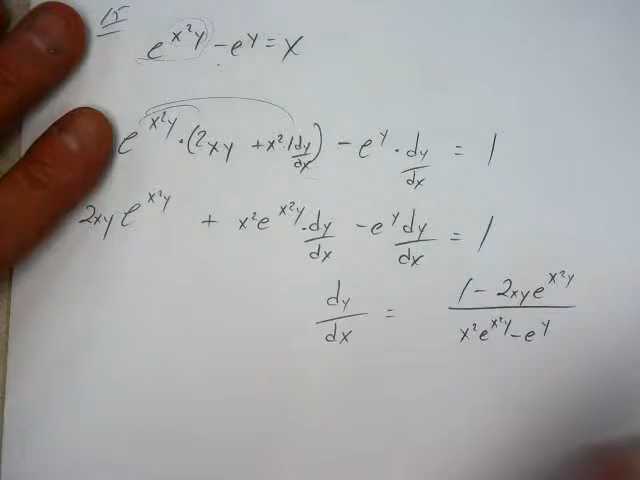 15
e^{x²y} - e^y = x
e^{x²y} · (2xy + x²·1 dy/dx) - e^y · dy/dx = 1
2xy e^{x²y} + x² e^{x²y} · dy/dx - e^y dy/dx = 1
dy/dx = (1 - 2xy e^{x²y}) / (x² e^{x²y} - e^y)